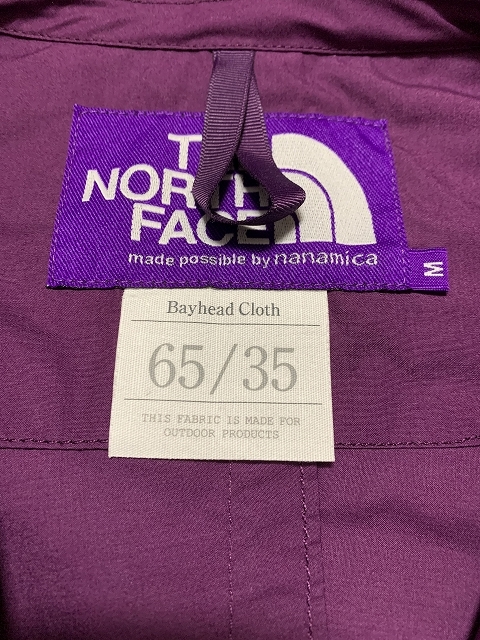 THE
NORTH
FACE
made possible by nanamica
M
Bayhead Cloth
65/35
THIS FABRIC IS MADE FOR
OUTDOOR PRODUCTS